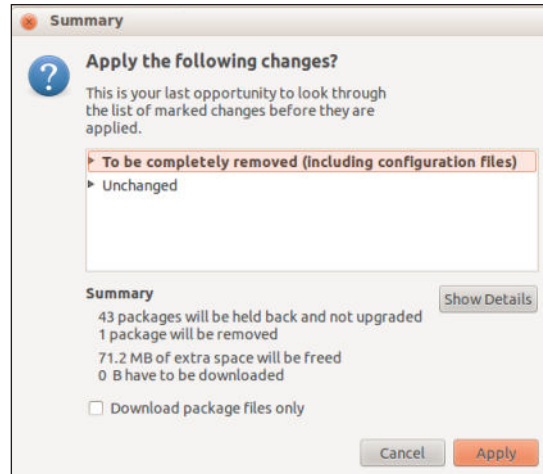 Summary
Apply the following changes?
This is your last opportunity to look through
the list of marked changes before they are
applied.
To be completely removed (including configuration files)
Unchanged
Summary
Show Details
43 packages will be held back and not upgraded
1 package will be removed
71.2 MB of extra space will be freed
0 B have to be downloaded
Download package files only
Cancel
Apply